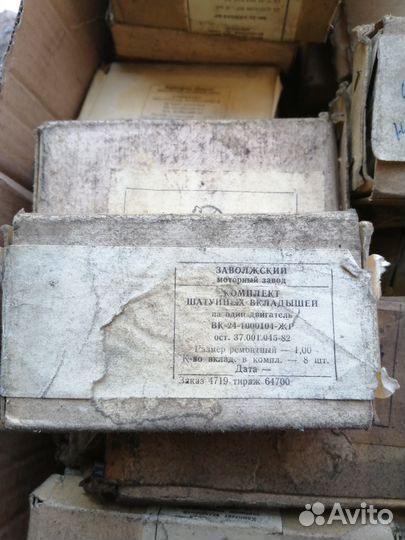 ЗАВОЛЖСКИЙ
моторный завод
КОМПЛЕКТ
ШАТУННЫХ ВКЛАДЫШЕЙ
на один двигатель
ВК-24-1000104-ЖР
ост. 37.001.045-82
Размер ремонтный — 1,00
К-во вклад. в компл. — 8 шт.
Дата —
Заказ 4719 тираж 64700
Avito